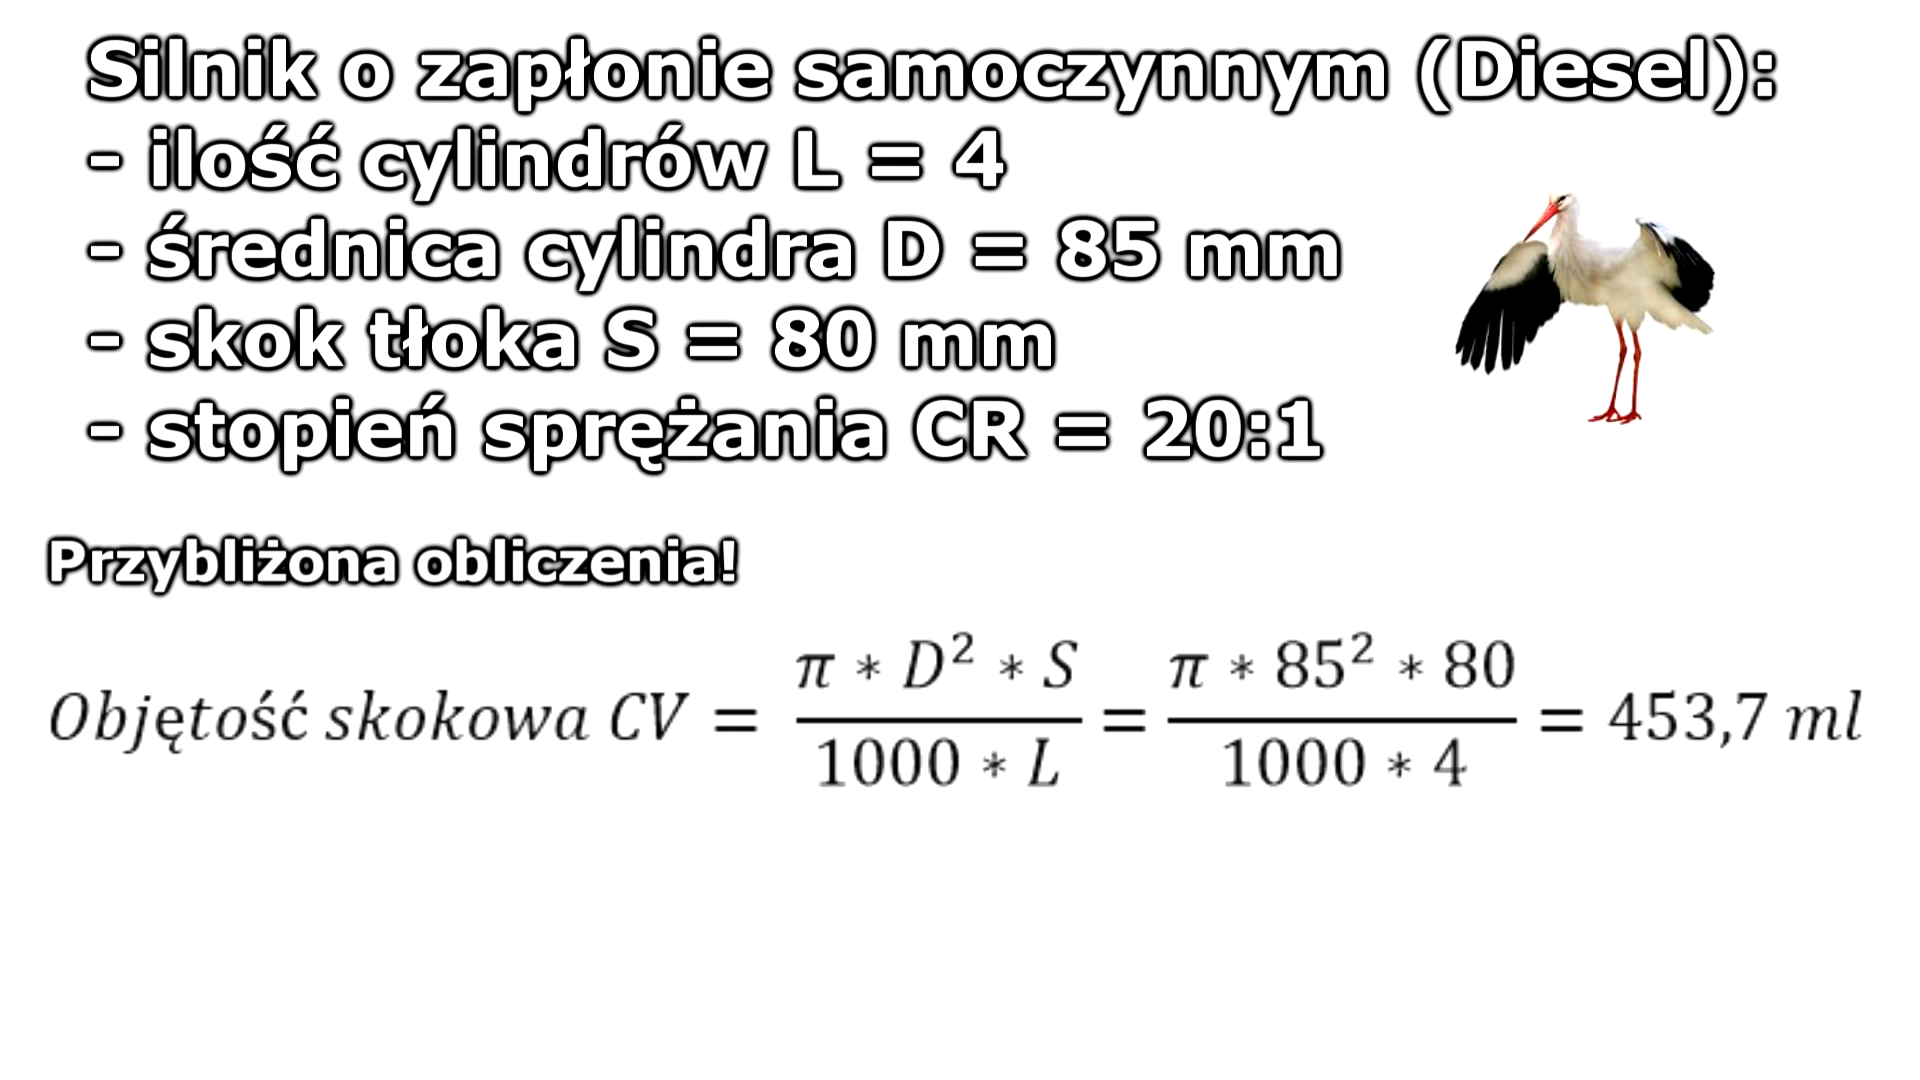 Silnik o zapłonie samoczynnym (Diesel):
- ilość cylindrów L = 4
- średnica cylindra D = 85 mm
- skok tłoka S = 80 mm
- stopień sprężania CR = 20:1
Przybliżona obliczenia!
Objętość skokowa CV = π * D² * S / 1000 * L = π * 85² * 80 / 1000 * 4 = 453,7 ml